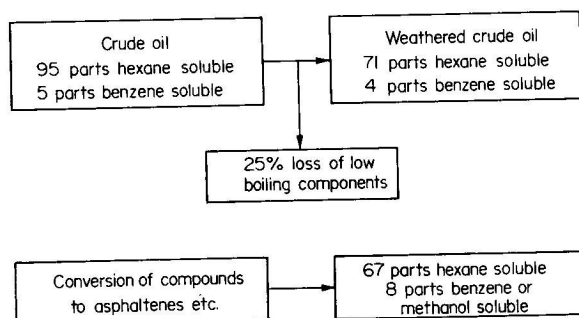 Crude oil
95 parts hexane soluble
5 parts benzene soluble
Weathered crude oil
71 parts hexane soluble
4 parts benzene soluble
25% loss of low
boiling components
Conversion of compounds
to asphaltenes etc.
67 parts hexane soluble
8 parts benzene or
methanol soluble